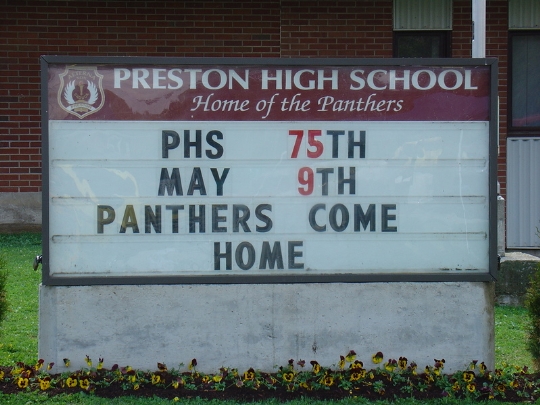 PRESTON HIGH SCHOOL
Home of the Panthers
PHS 75TH
MAY 9TH
PANTHERS COME
HOME